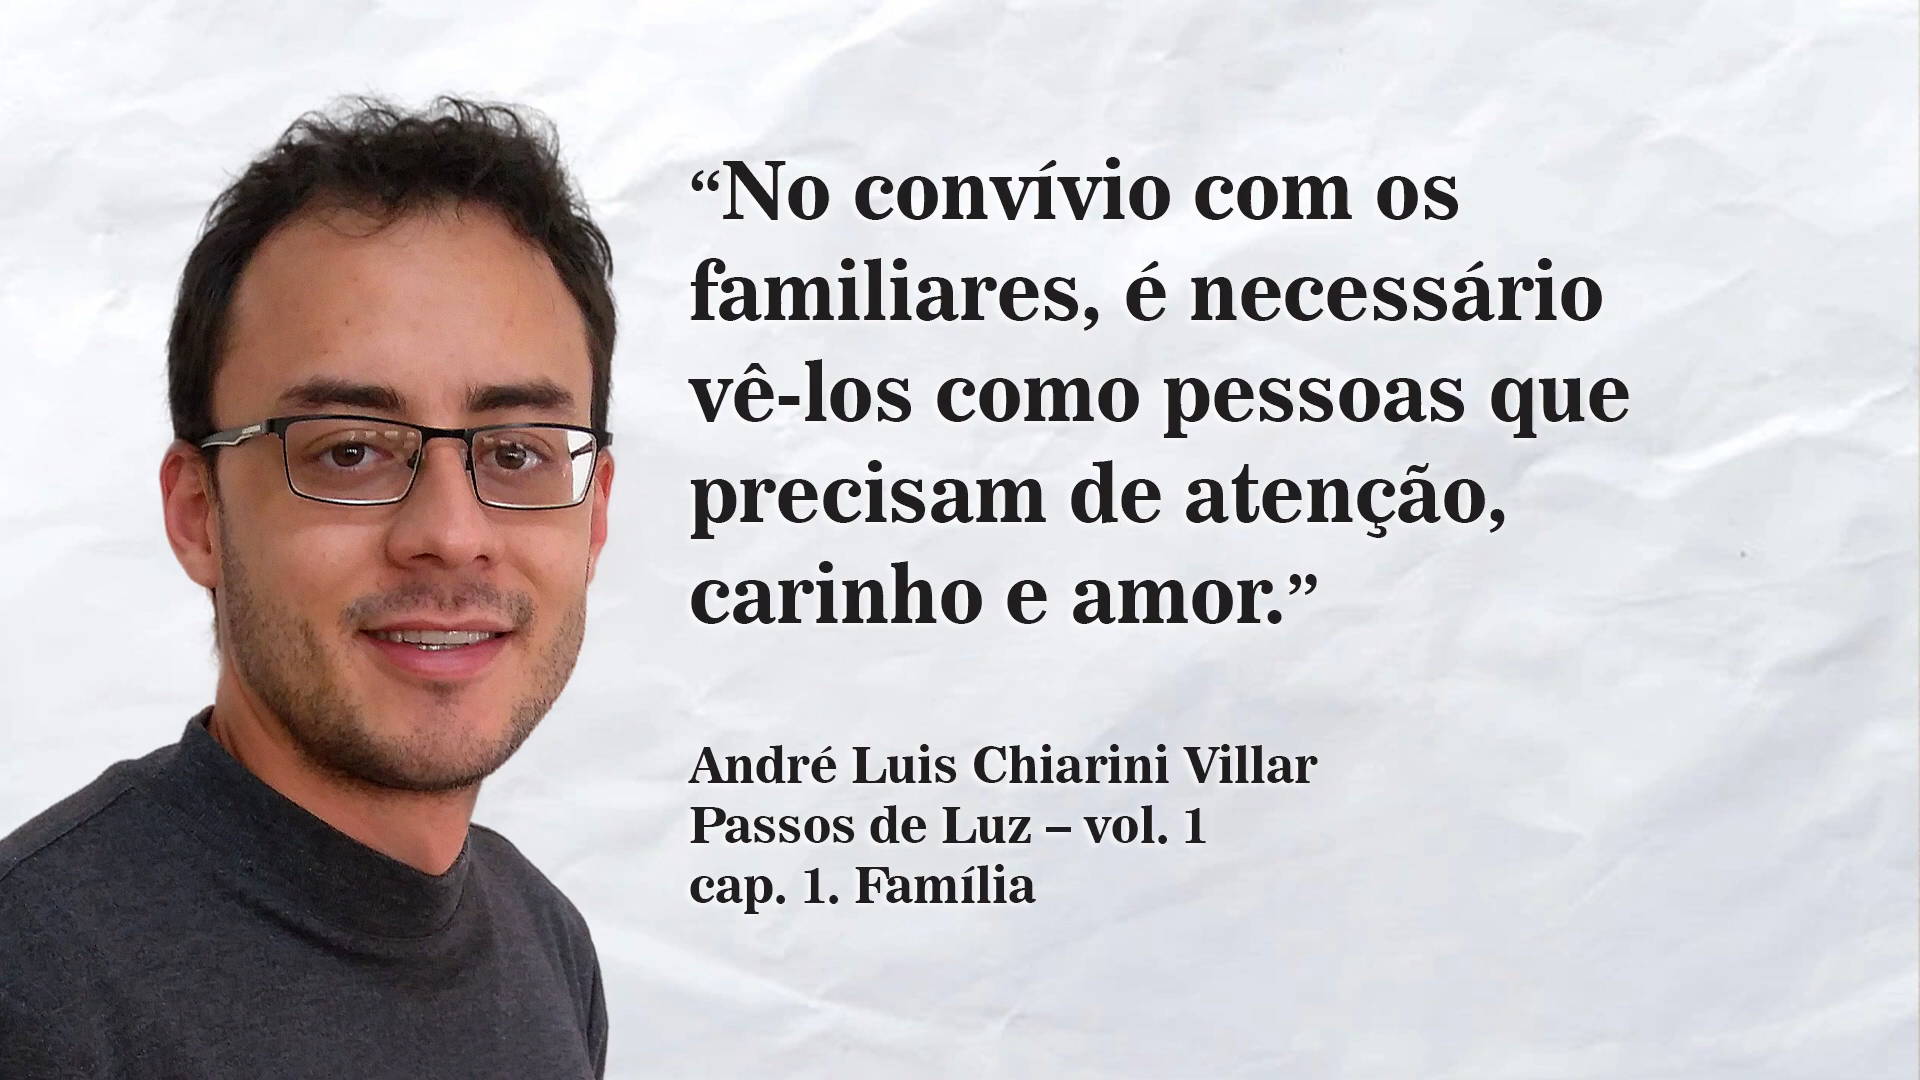 “No convívio com os
familiares, é necessário
vê-los como pessoas que
precisam de atenção,
carinho e amor.”
André Luis Chiarini Villar
Passos de Luz – vol. 1
cap. 1. Família